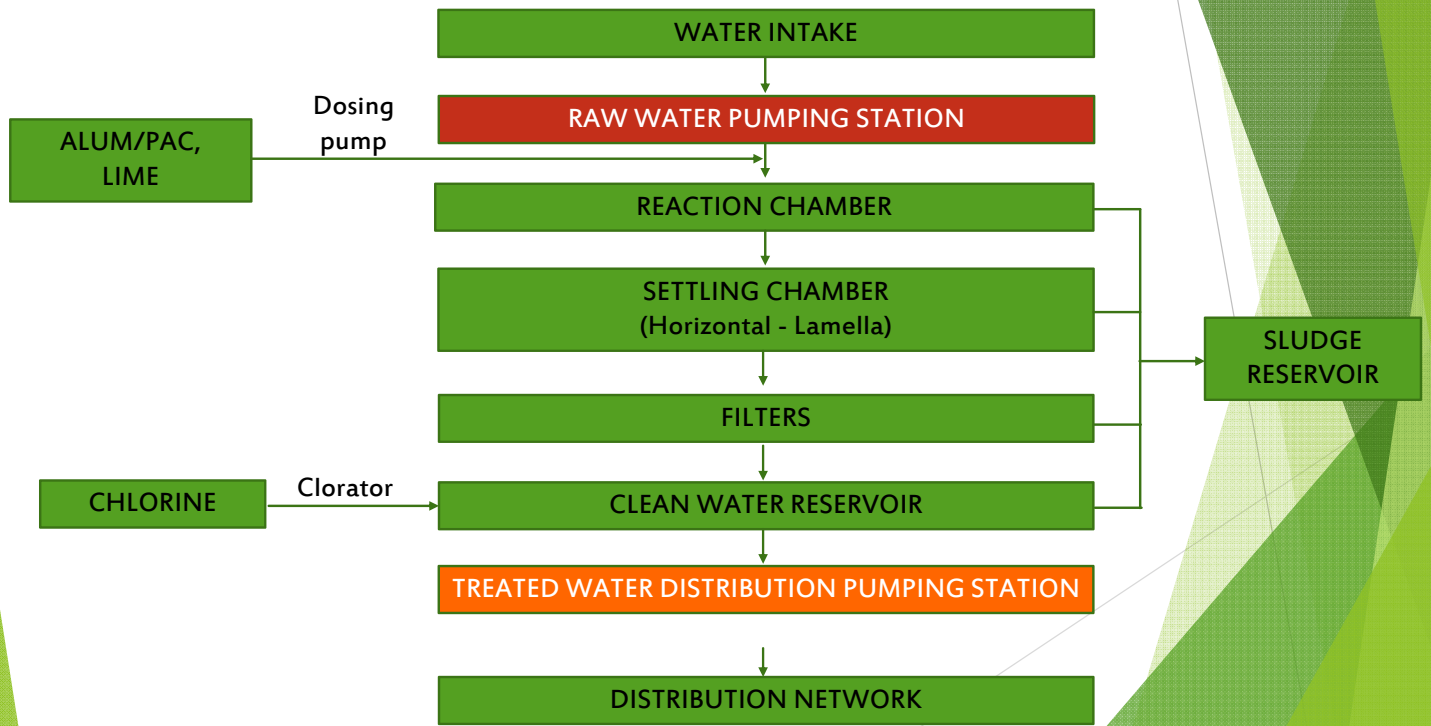 WATER INTAKE
Dosing
pump
RAW WATER PUMPING STATION
ALUM/PAC,
LIME
REACTION CHAMBER
SETTLING CHAMBER
(Horizontal - Lamella)
SLUDGE
RESERVOIR
FILTERS
CHLORINE
Clorator
CLEAN WATER RESERVOIR
TREATED WATER DISTRIBUTION PUMPING STATION
DISTRIBUTION NETWORK